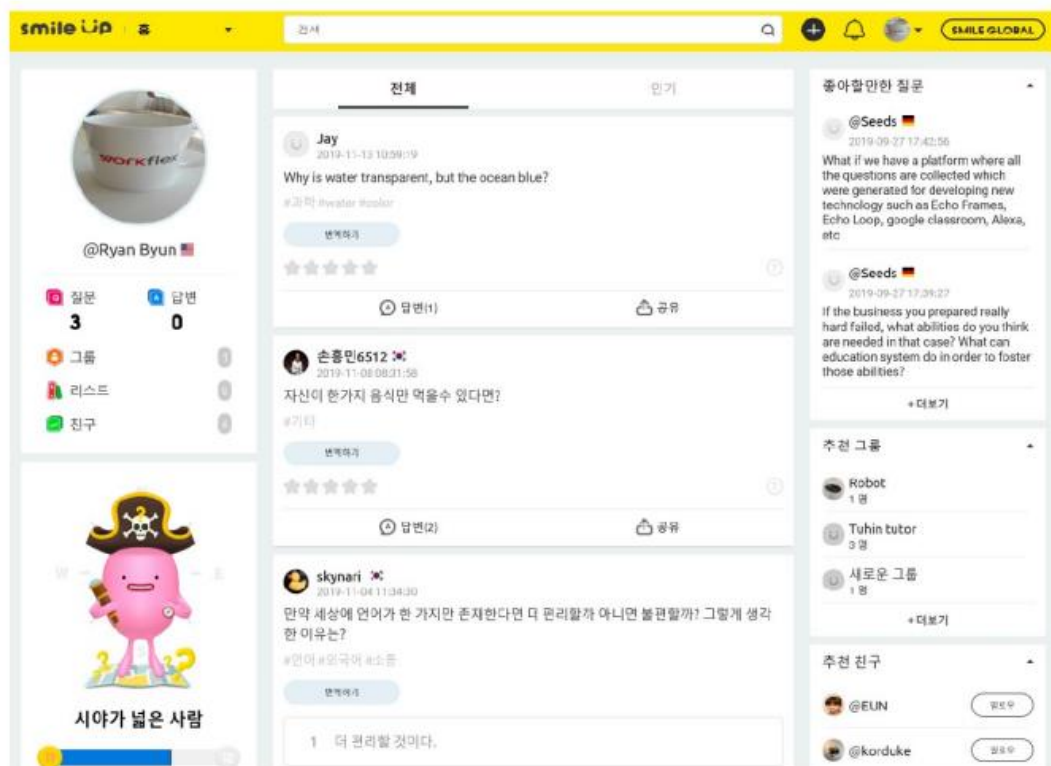 smile Up 홈
검색
SMILE GLOBAL
workflex
@Ryan Byun
질문
3
답변
0
그룹
리스트
친구
W E
시야가 넓은 사람
전체
인기
Jay
2019-11-13 10:59:19
Why is water transparent, but the ocean blue?
#과학 #water #color
번역하기
답변(1)
공유
손흥민6512
2019-11-08 08:31:58
자신이 한가지 음식만 먹을수 있다면?
#기타
번역하기
답변(2)
공유
skynari
2019-11-04 11:34:30
만약 세상에 언어가 한 가지만 존재한다면 더 편리할까 아니면 불편할까? 그렇게 생각
한 이유는?
#언어 #외국어 #소통
번역하기
1 더 편리할 것이다.
좋아할만한 질문
@Seeds
2019-09-27 17:42:56
What if we have a platform where all
the questions are collected which
were generated for developing new
technology such as Echo Frames,
Echo Loop, google classroom, Alexa,
etc
@Seeds
2019-09-27 17:39:27
If the business you prepared really
hard failed, what abilities do you think
are needed in that case? What can
education system do in order to foster
those abilities?
+더보기
추천 그룹
Robot
1 명
Tuhin tutor
3 명
새로운 그룹
1 명
+더보기
추천 친구
@EUN
팔로우
@korduke
팔로우